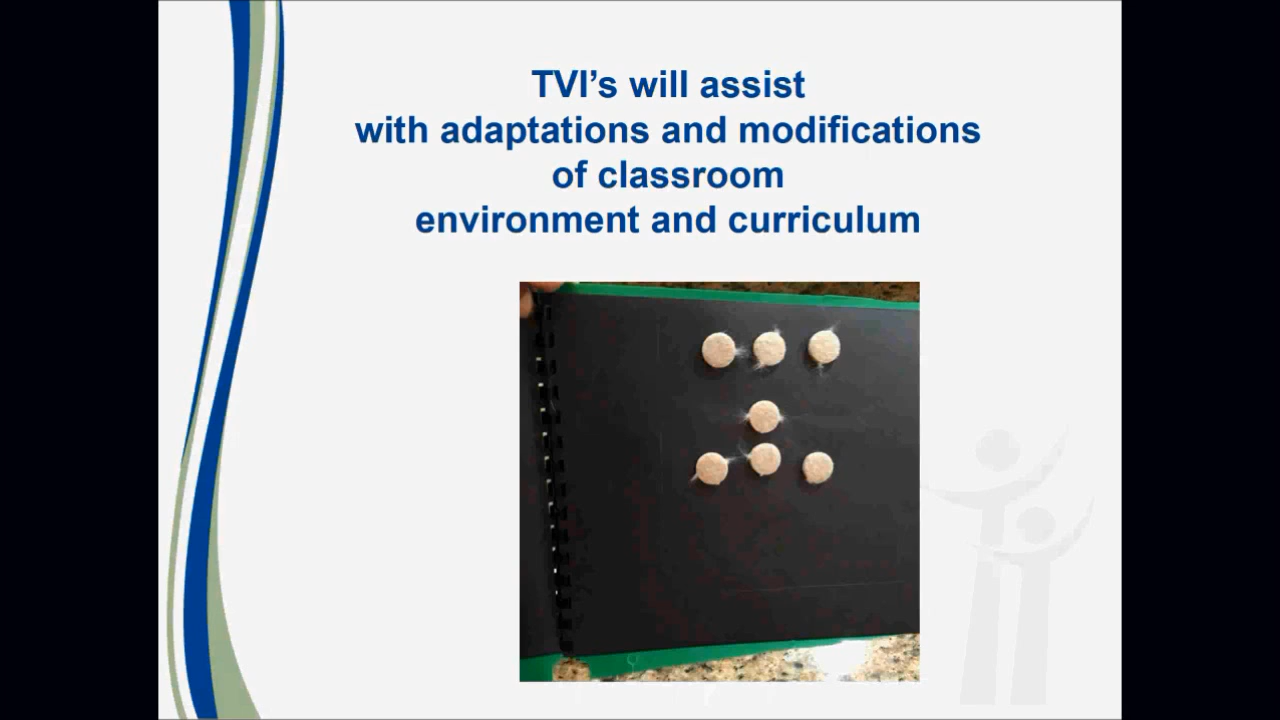 TVI’s will assist
with adaptations and modifications
of classroom
environment and curriculum